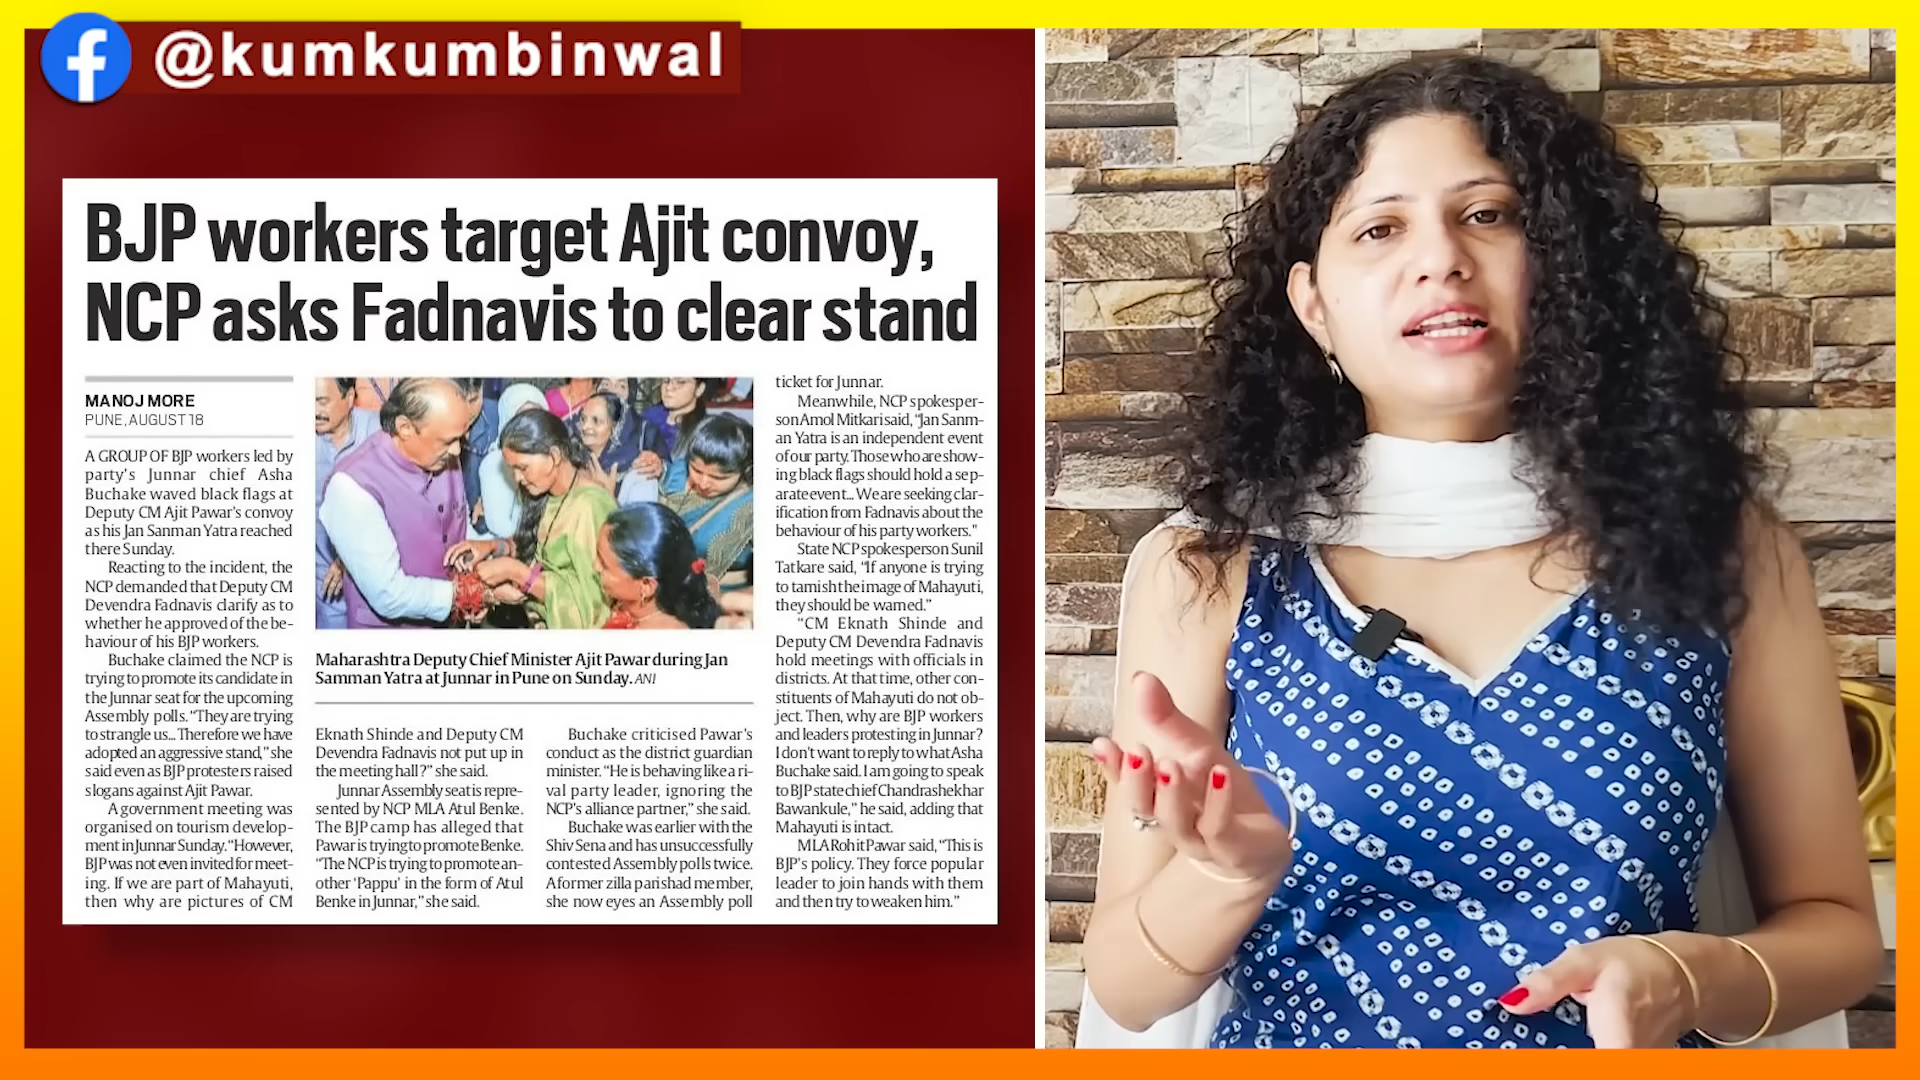 @kumkumbinwal
BJP workers target Ajit convoy,
NCP asks Fadnavis to clear stand
MANOJ MORE
PUNE, AUGUST 18
A GROUP OF BJP workers led by
party's Junnar chief Asha
Buchake waved black flags at
Deputy CM Ajit Pawar's convoy
as his Jan Sanman Yatra reached
there Sunday.
Reacting to the incident, the
NCP demanded that Deputy CM
Devendra Fadnavis clarify as to
whether he approved of the be-
haviour of his BJP workers.
Buchake claimed the NCP is
trying to promote its candidate in
the Junnar seat for the upcoming
Assembly polls. "They are trying
to strangle us... Therefore we have
adopted an aggressive stand," she
said even as BJP protesters raised
slogans against Ajit Pawar.
A government meeting was
organised on tourism develop-
ment in Junnar Sunday. "However,
BJP was not even invited for meet-
ing. If we are part of Mahayuti,
then why are pictures of CM
Maharashtra Deputy Chief Minister Ajit Pawar during Jan
Samman Yatra at Junnar in Pune on Sunday. ANI
Eknath Shinde and Deputy CM
Devendra Fadnavis not put up in
the meeting hall?" she said.
Junnar Assembly seat is repre-
sented by NCP MLA Atul Benke.
The BJP camp has alleged that
Pawar is trying to promote Benke.
"The NCP is trying to promote an-
other 'Pappu' in the form of Atul
Benke in Junnar," she said.
Buchake criticised Pawar's
conduct as the district guardian
minister. "He is behaving like a ri-
val party leader, ignoring the
NCP's alliance partner," she said.
Buchake was earlier with the
Shiv Sena and has unsuccessfully
contested Assembly polls twice.
A former zilla parishad member,
she now eyes an Assembly poll
ticket for Junnar.
Meanwhile, NCP spokesper-
son Amol Mitkari said, "Jan Sanm-
an Yatra is an independent event
of our party. Those who are show-
ing black flags should hold a sep-
arate event... We are seeking clar-
ification from Fadnavis about the
behaviour of his party workers."
State NCP spokesperson Sunil
Tatkare said, "If anyone is trying
to tarnish the image of Mahayuti,
they should be warned."
"CM Eknath Shinde and
Deputy CM Devendra Fadnavis
hold meetings with officials in
districts. At that time, other con-
stituents of Mahayuti do not ob-
ject. Then, why are BJP workers
and leaders protesting in Junnar?
I don't want to reply to what Asha
Buchake said. I am going to speak
to BJP state chief Chandrashekhar
Bawankule," he said, adding that
Mahayuti is intact.
MLA Rohit Pawar said, "This is
BJP's policy. They force popular
leader to join hands with them
and then try to weaken him."